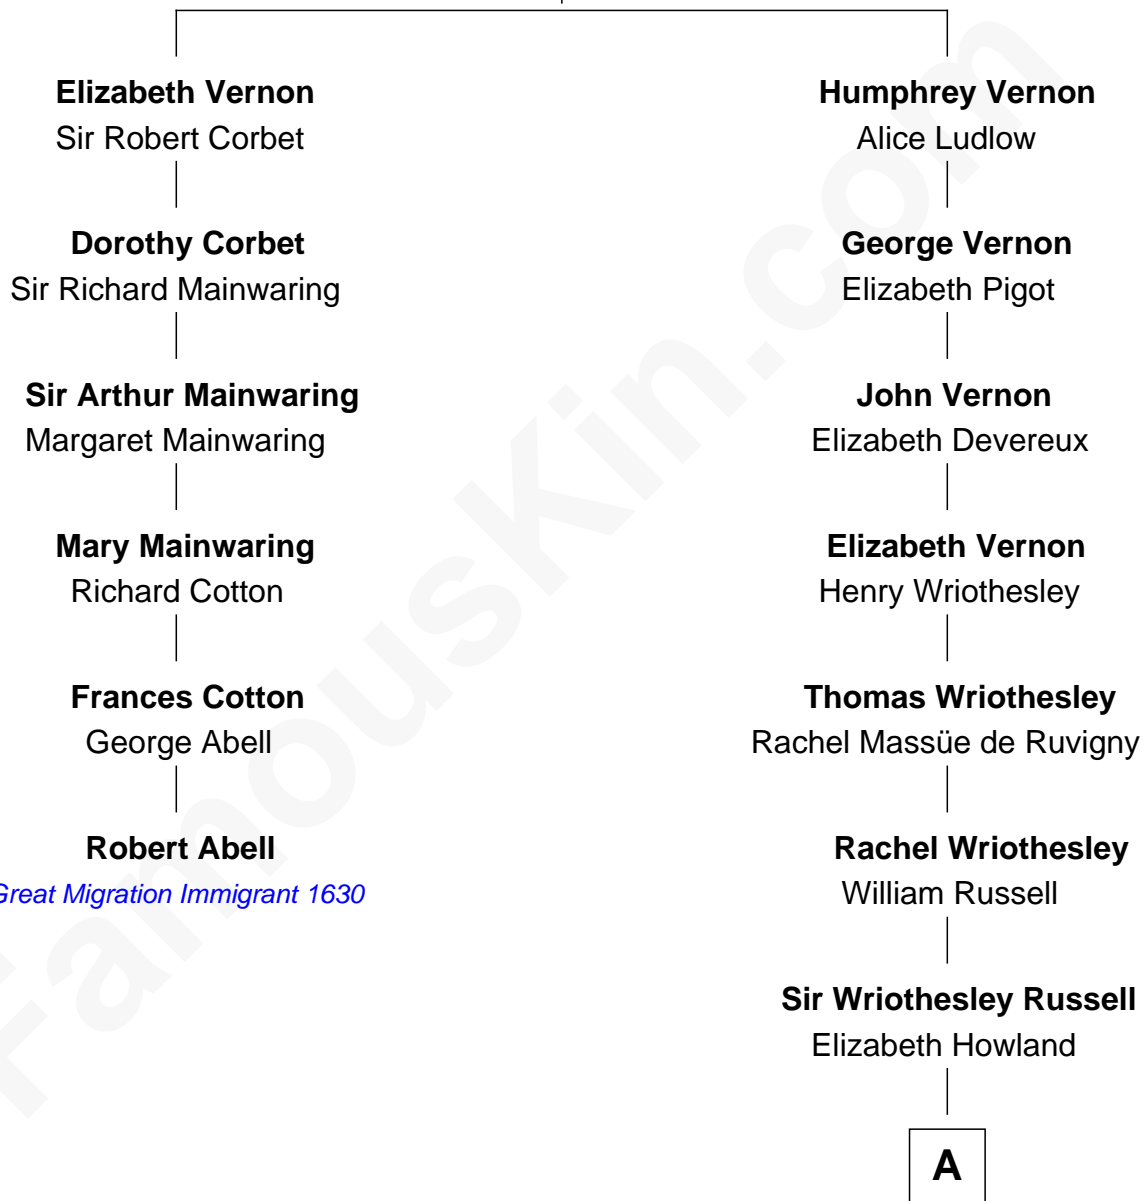 Elizabeth Vernon
Sir Robert Corbet
Dorothy Corbet
Sir Richard Mainwaring
Sir Arthur Mainwaring
Margaret Mainwaring
Mary Mainwaring
Richard Cotton
Frances Cotton
George Abell
Robert Abell
Great Migration Immigrant 1630
Humphrey Vernon
Alice Ludlow
George Vernon
Elizabeth Pigot
John Vernon
Elizabeth Devereux
Elizabeth Vernon
Henry Wriothesley
Thomas Wriothesley
Rachel Massüe de Ruvigny
Rachel Wriothesley
William Russell
Sir Wriothesley Russell
Elizabeth Howland
A
FamousKin.com